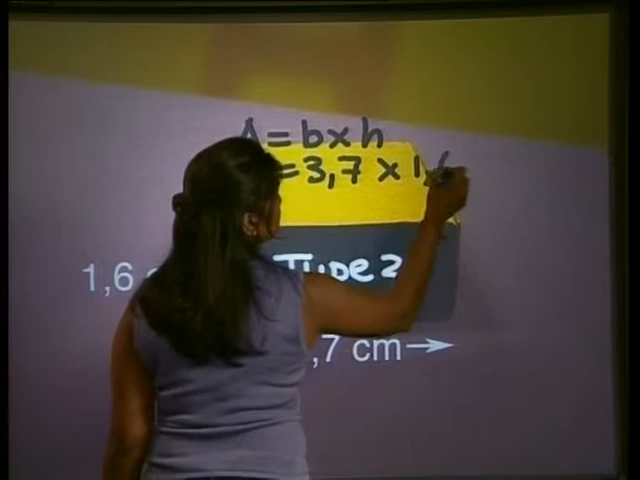 = b x h
= 3,7 x 1,6
Type 2
1,6
,7 cm